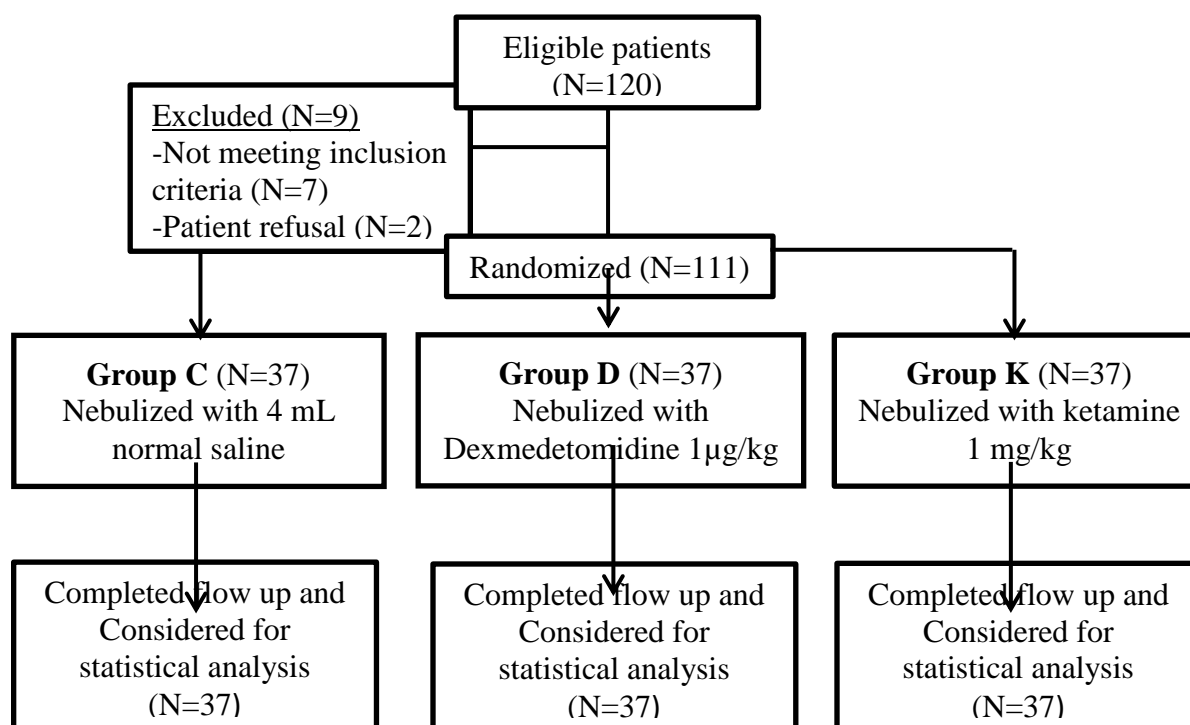 Eligible patients
(N=120)
Excluded (N=9)
-Not meeting inclusion
criteria (N=7)
-Patient refusal (N=2)
Randomized (N=111)
Group C (N=37)
Nebulized with 4 mL
normal saline
Group D (N=37)
Nebulized with
Dexmedetomidine 1µg/kg
Group K (N=37)
Nebulized with ketamine
1 mg/kg
Completed flow up and
Considered for
statistical analysis
(N=37)
Completed flow up and
Considered for
statistical analysis
(N=37)
Completed flow up and
Considered for
statistical analysis
(N=37)